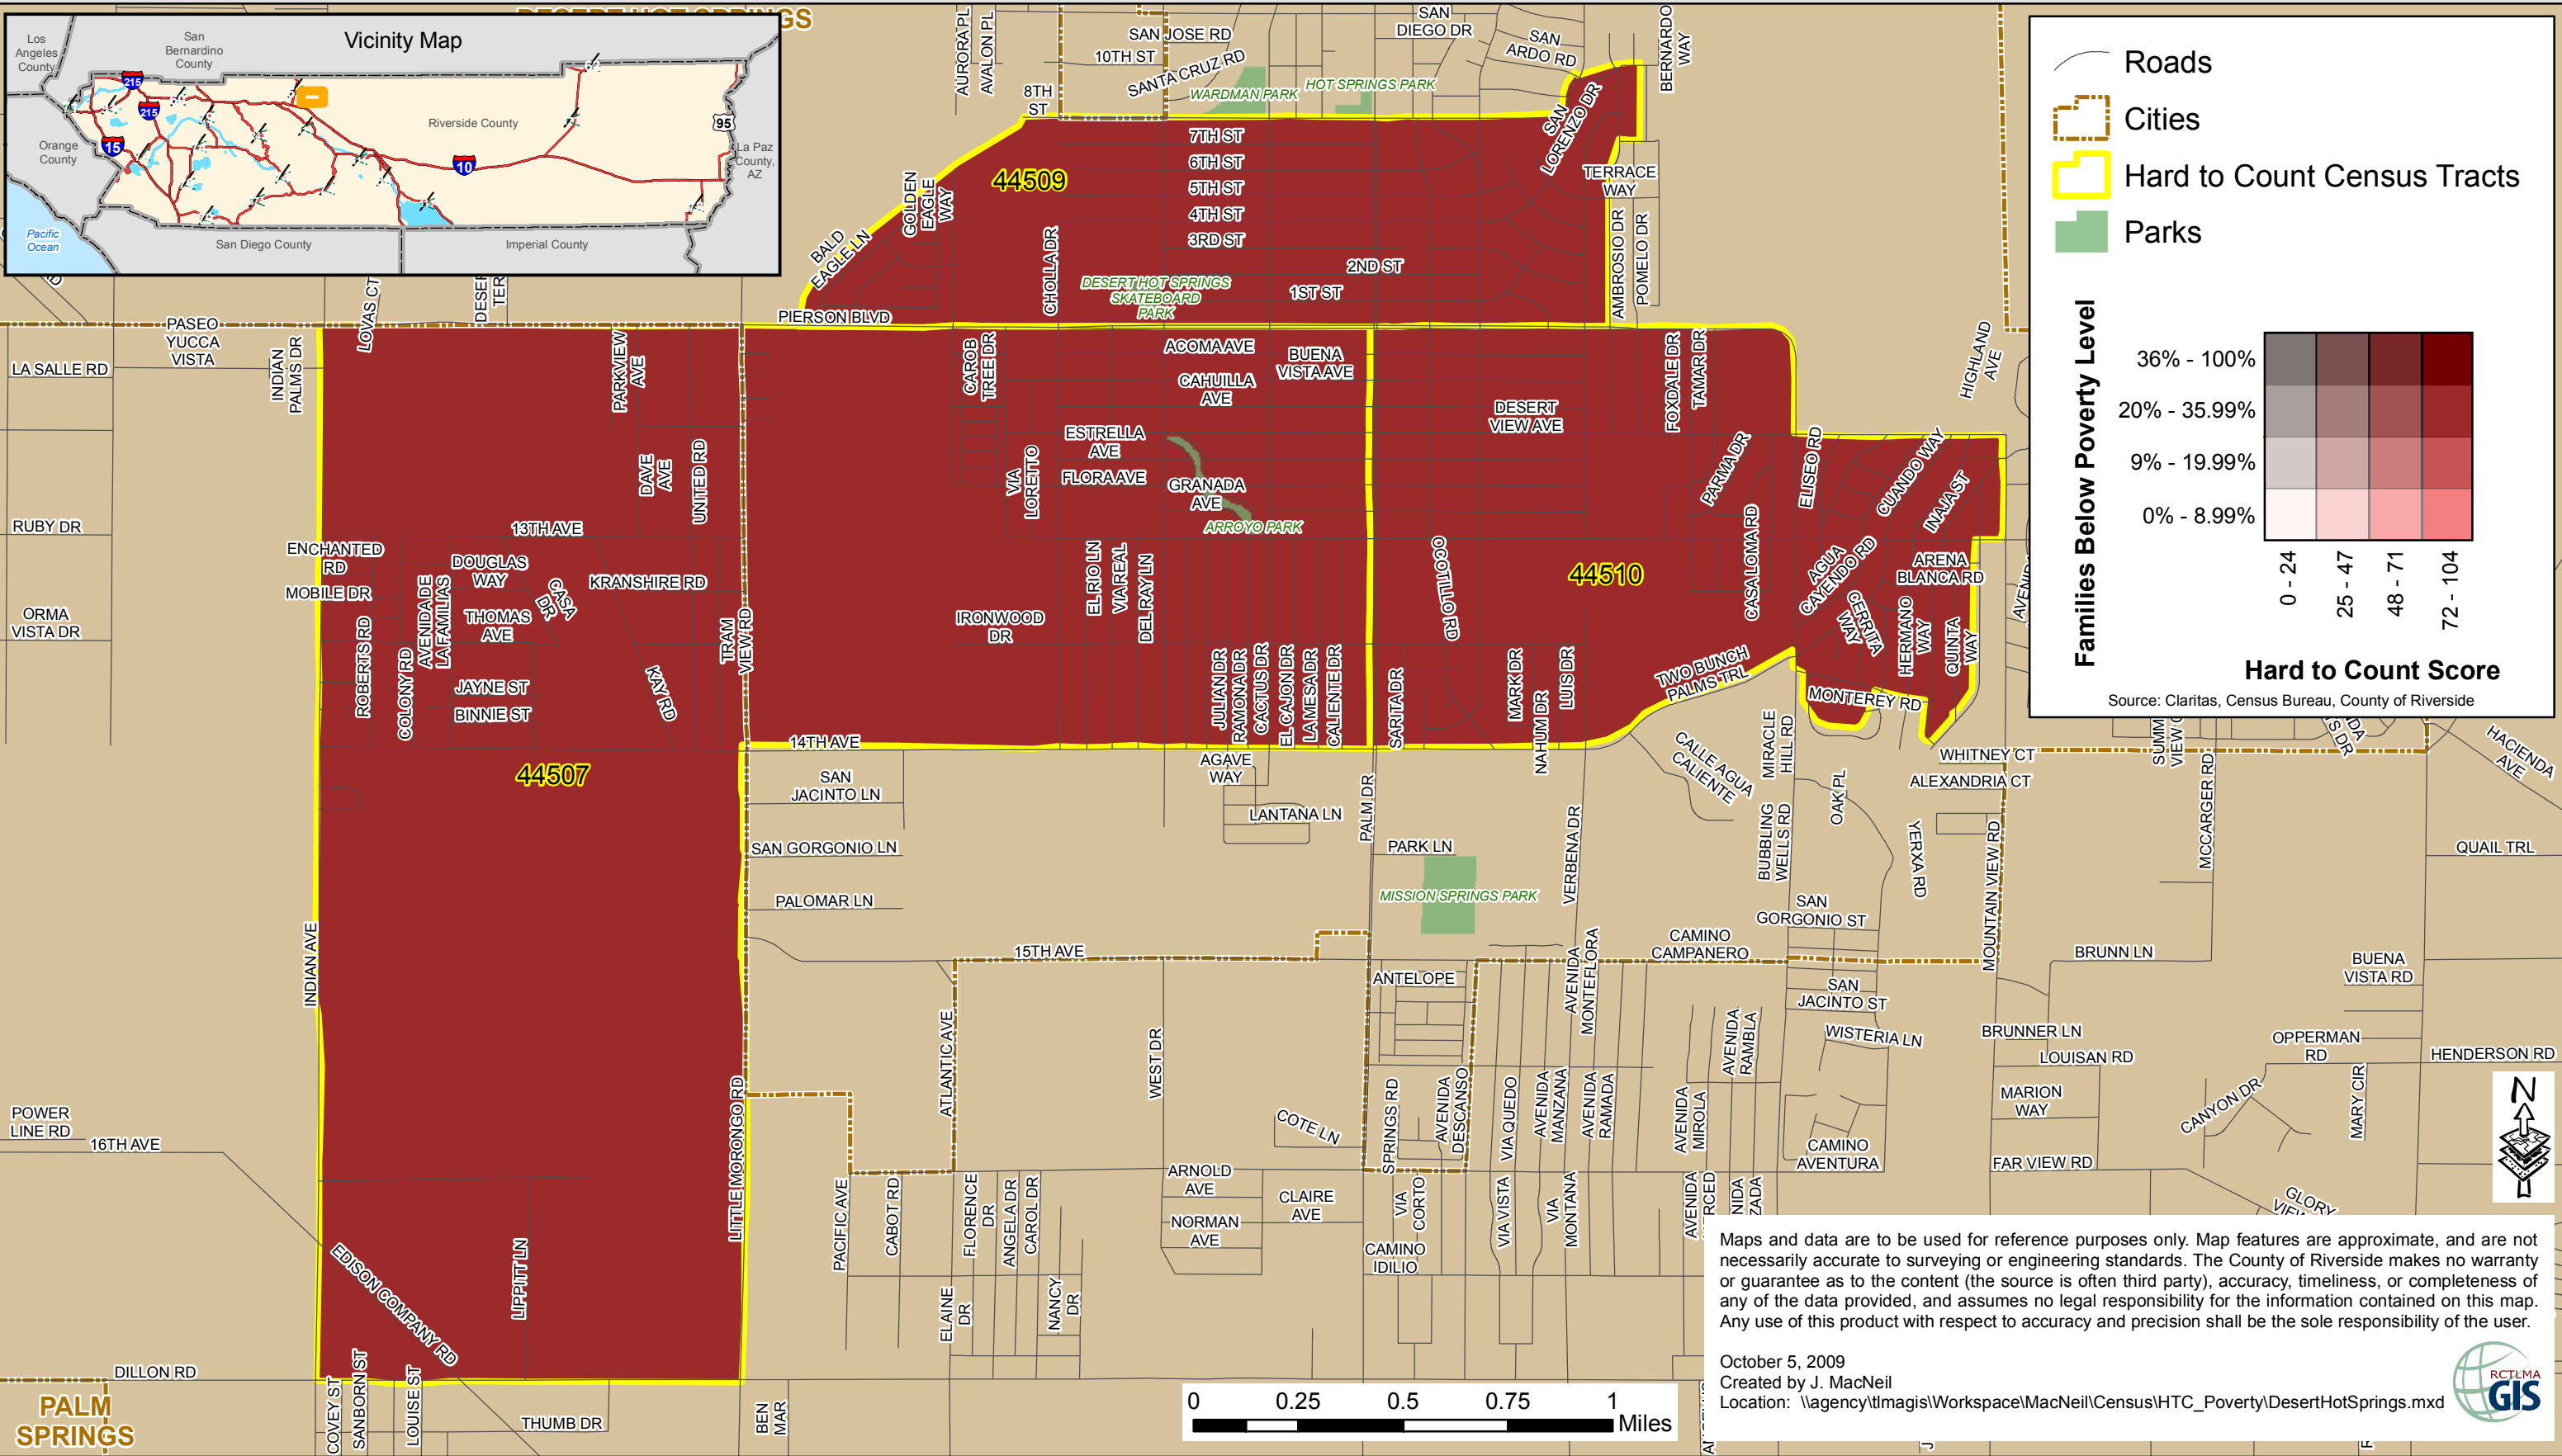 DESERT HOT SPRINGS
Vicinity Map
Los
Angeles
County
San
Bernardino
County
215
215
15
10
95
Riverside County
Orange
County
La Paz
County,
AZ
Pacific
Ocean
San Diego County
Imperial County
AURORA PL
AVALON PL
SAN JOSE RD
10TH ST
SANTA CRUZ RD
8TH
ST
WARDMAN PARK
HOT SPRINGS PARK
SAN
DIEGO DR
SAN
ARDO RD
BERNARDO
WAY
SAN
LORENZO DR
TERRACE
WAY
AMBROSIO DR
POMELO DR
7TH ST
6TH ST
5TH ST
4TH ST
3RD ST
2ND ST
1ST ST
44509
GOLDEN
EAGLE
WAY
BALD
EAGLE LN
CHOLLA DR
DESERT HOT SPRINGS
SKATEBOARD
PARK
PIERSON BLVD
PASEO
YUCCA
VISTA
LA SALLE RD
INDIAN
PALMS DR
LOVAS CT
DESER
TER
PARKVIEW
AVE
DAVE
AVE
UNITED RD
RUBY DR
13TH AVE
ENCHANTED
RD
MOBILE DR
DOUGLAS
WAY
CASA
DR
KRANSHIRE RD
ORMA
VISTA DR
AVENIDA DE
LA FAMILIAS
THOMAS
AVE
ROBERTS RD
COLONY RD
JAYNE ST
BINNIE ST
KAY RD
TRAM
VIEW RD
44507
CAROB
TREE DR
ACOMA AVE
BUENA
VISTA AVE
CAHUILLA
AVE
ESTRELLA
AVE
FLORA AVE
VIA
LORETTO
GRANADA
AVE
ARROYO PARK
EL RIO LN
VIA REAL
DEL RAY LN
IRONWOOD
DR
JULIAN DR
RAMONA DR
CACTUS DR
EL CAJON DR
LA MESA DR
CALIENTE DR
14TH AVE
DESERT
VIEW AVE
FOXDALE DR
TAMAR DR
HIGHLAND
AVE
PARMA DR
ELISEO RD
CUANDO WAY
INAJA ST
44510
OCOTILLO RD
CASA LOMA RD
AGUA
CAYENDO RD
ARENA
BLANCA RD
CERRITA
WAY
HERMANO
WAY
QUINTA
WAY
SARITA DR
MARK DR
NAHUM DR
LUIS DR
TWO BUNCH
PALMS TRL
MONTEREY RD
SAN
JACINTO LN
AGAVE
WAY
LANTANA LN
PALM DR
SAN GORGONIO LN
PALOMAR LN
PARK LN
MISSION SPRINGS PARK
VERBENA DR
CALLE AGUA
CALIENTE
MIRACLE
HILL RD
BUBBLING
WELLS RD
OAK PL
YERXA RD
WHITNEY CT
ALEXANDRIA CT
MOUNTAIN VIEW RD
MCCARGER RD
HACIENDA
AVE
QUAIL TRL
SAN
GORGONIO ST
CAMINO
CAMPANERO
BRUNN LN
BUENA
VISTA RD
15TH AVE
ANTELOPE
AVENIDA
MONTEFLORA
SAN
JACINTO ST
AVENIDA
RAMBLA
WISTERIA LN
BRUNNER LN
LOUISAN RD
OPPERMAN
RD
HENDERSON RD
INDIAN AVE
ATLANTIC AVE
WEST DR
SPRINGS RD
AVENIDA
DESCANSO
VIA QUEDO
AVENIDA
MANZANA
AVENIDA
RAMADA
AVENIDA
MIROLA
MARION
WAY
CANYON DR
MARY CIR
POWER
LINE RD
16TH AVE
LITTLE MORONGO RD
COTE LN
CAMINO
AVENTURA
FAR VIEW RD
PACIFIC AVE
CABOT RD
FLORENCE
DR
ANGELA DR
CAROL DR
ARNOLD
AVE
CLAIRE
AVE
NORMAN
AVE
VIA
CORTO
VIA VISTA
VIA
MONTANA
AVENIDA
CAMINO
IDILIO
GLORY
EDISON COMPANY RD
LIPPITT LN
ELAINE
DR
NANCY
DR
DILLON RD
PALM
SPRINGS
COVEY ST
SANBORN ST
LOUISE ST
THUMB DR
BEN
MAR
0 0.25 0.5 0.75 1
Miles
Roads
Cities
Hard to Count Census Tracts
Parks
Families Below Poverty Level
36% - 100%
20% - 35.99%
9% - 19.99%
0% - 8.99%
0 - 24
25 - 47
48 - 71
72 - 104
Hard to Count Score
Source: Claritas, Census Bureau, County of Riverside
N
Maps and data are to be used for reference purposes only. Map features are approximate, and are not
necessarily accurate to surveying or engineering standards. The County of Riverside makes no warranty
or guarantee as to the content (the source is often third party), accuracy, timeliness, or completeness of
any of the data provided, and assumes no legal responsibility for the information contained on this map.
Any use of this product with respect to accuracy and precision shall be the sole responsibility of the user.
October 5, 2009
Created by J. MacNeil
Location: \\agency\tlmagis\Workspace\MacNeil\Census\HTC_Poverty\DesertHotSprings.mxd
RCTLMA
GIS